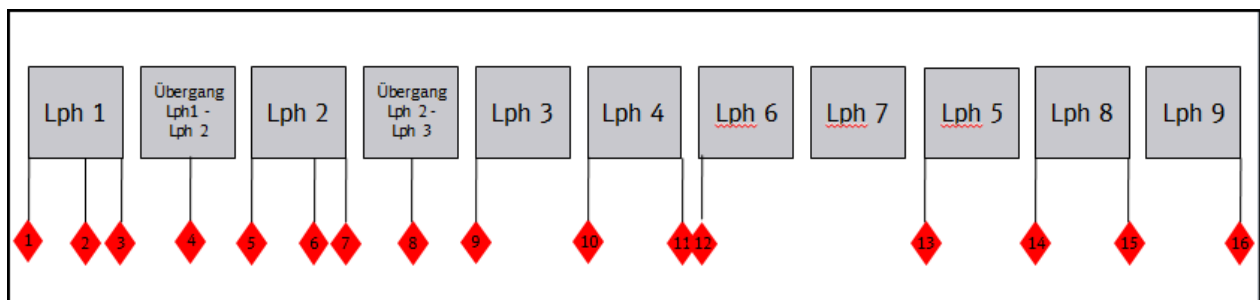 Lph 1
Übergang
Lph1 -
Lph 2
Lph 2
Übergang
Lph 2 -
Lph 3
Lph 3
Lph 4
Lph 6
Lph 7
Lph 5
Lph 8
Lph 9
1
2
3
4
5
6
7
8
9
10
11
12
13
14
15
16